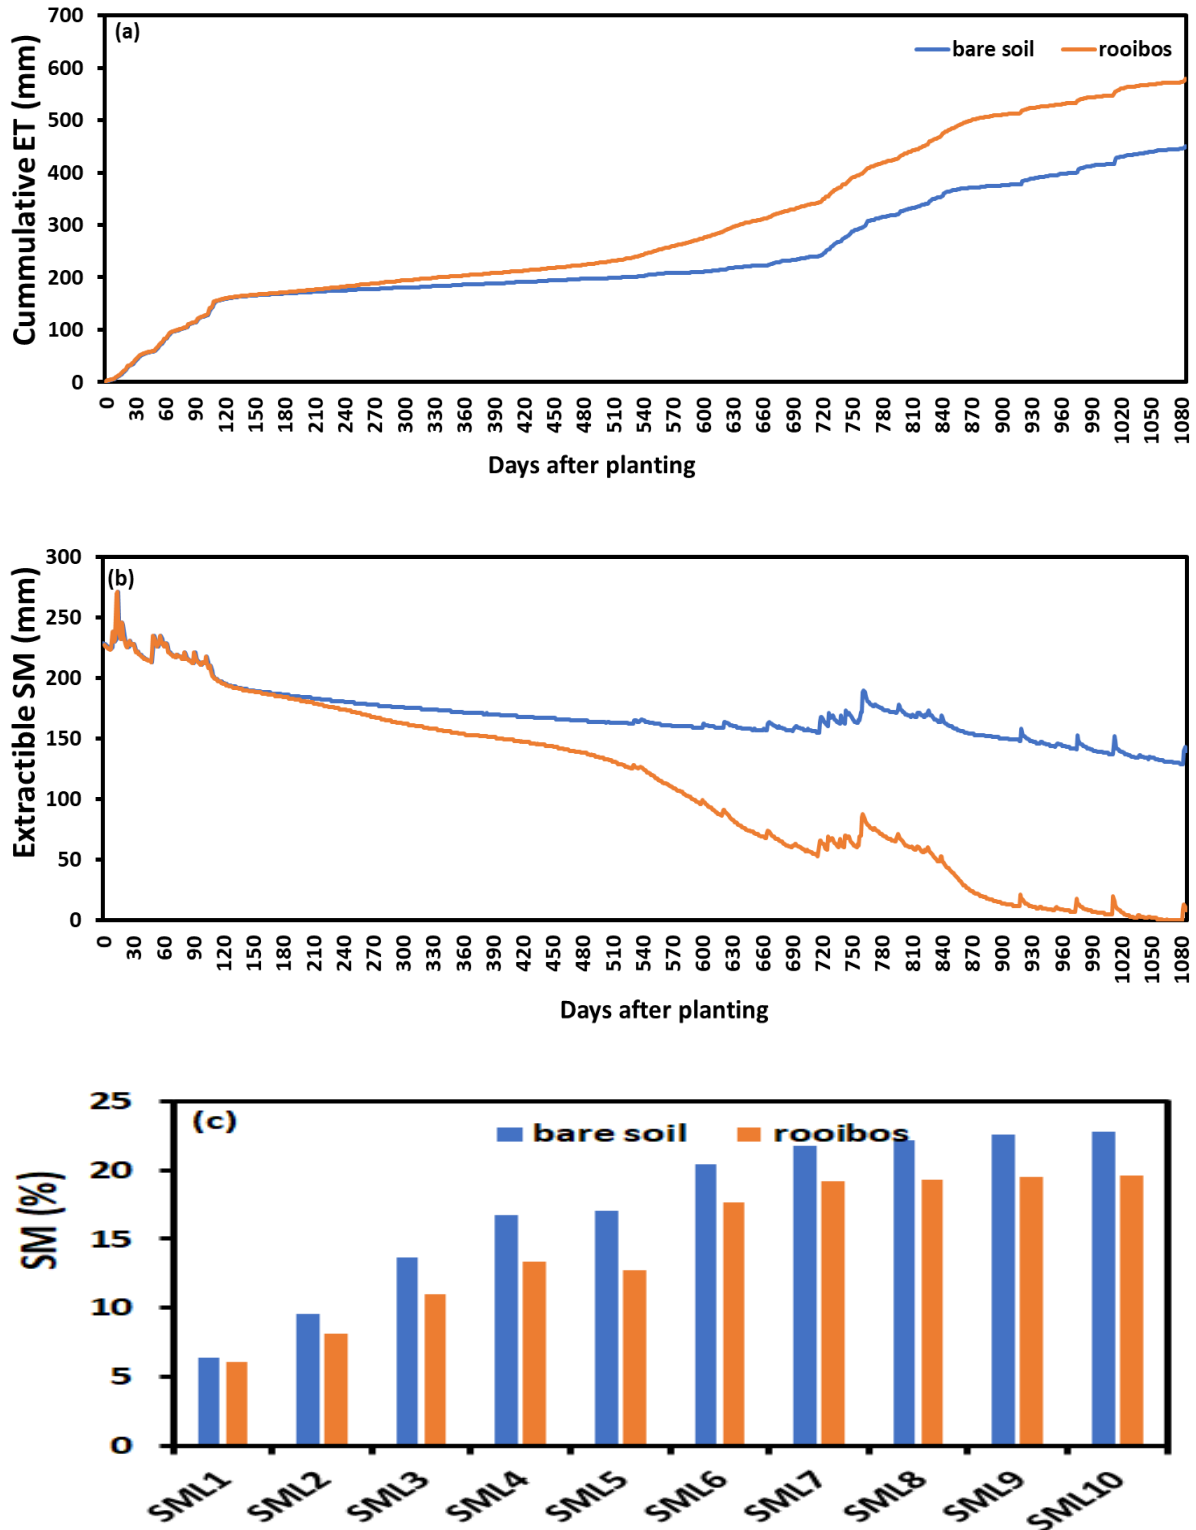 700
(a)
bare soil
rooibos
600
500
400
300
200
100
0
Cummulative ET (mm)
0 30 60 90 120 150 180 210 240 270 300 330 360 390 420 450 480 510 540 570 600 630 660 690 720 750 780 810 840 870 900 930 960 990 1020 1050 1080
Days after planting
300
(b)
250
200
150
100
50
0
Extractible SM (mm)
0 30 60 90 120 150 180 210 240 270 300 330 360 390 420 450 480 510 540 570 600 630 660 690 720 750 780 810 840 870 900 930 960 990 1020 1050 1080
Days after planting
25
(c)
bare soil
rooibos
20
15
10
5
0
SM (%)
SML1 SML2 SML3 SML4 SML5 SML6 SML7 SML8 SML9 SML10